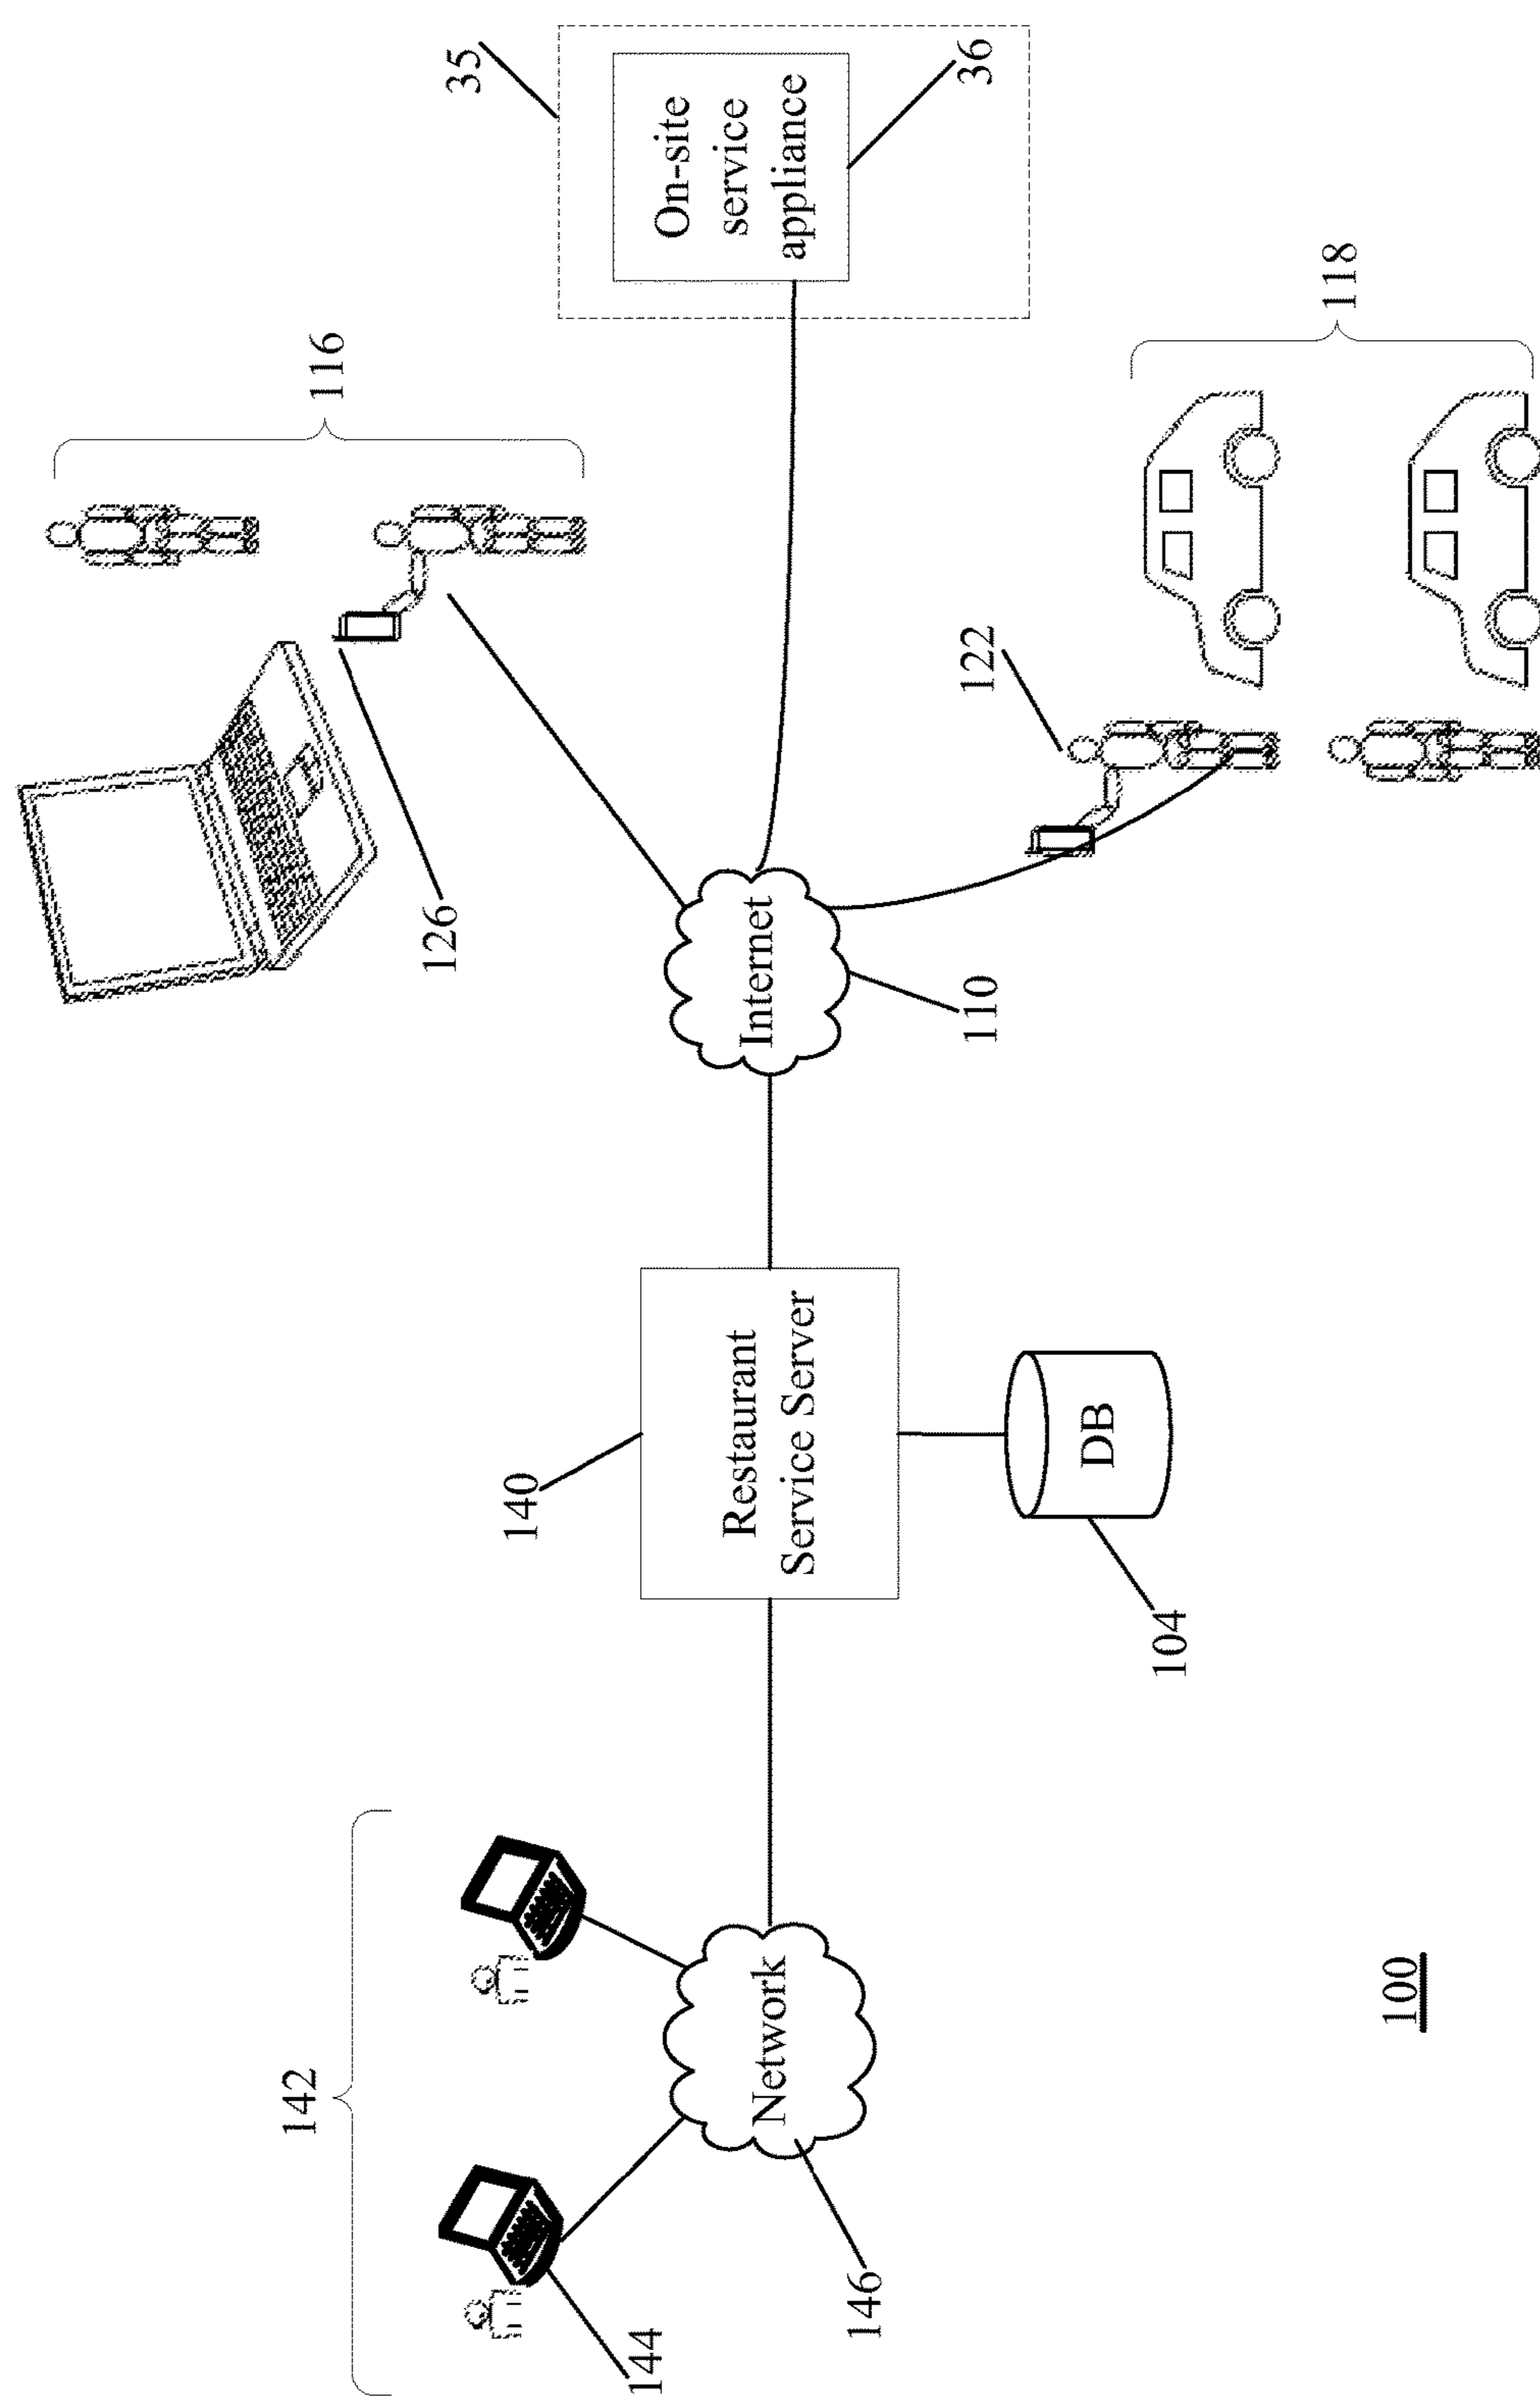 142
144
Network
146
140
Restaurant
Service Server
DB
104
126
Internet
110
116
122
118
35
On-site
service
appliance
36
100